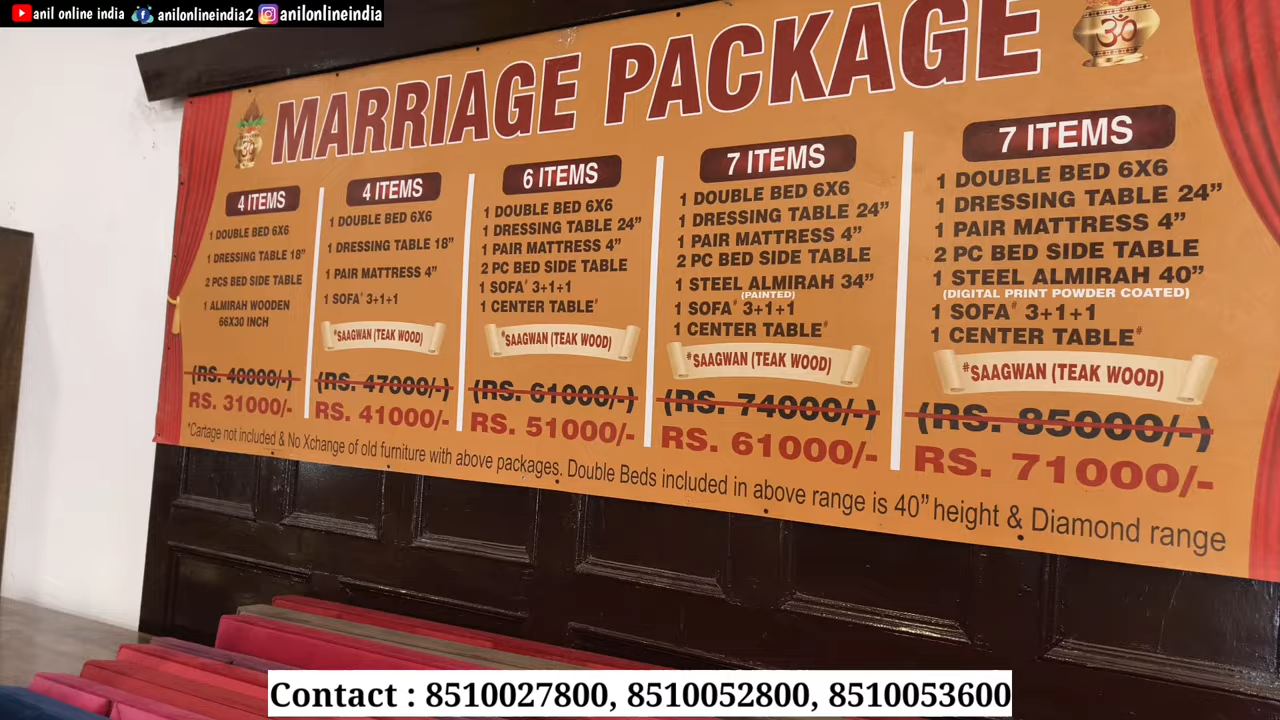 anil online india anilonlineindia2 anilonlineindia
MARRIAGE PACKAGE
ॐ
4 ITEMS
1 DOUBLE BED 6X6
1 DRESSING TABLE 18”
2 PCS BED SIDE TABLE
1 ALMIRAH WOODEN
66X30 INCH
(RS. 40000/-)
RS. 31000/-
4 ITEMS
1 DOUBLE BED 6X6
1 DRESSING TABLE 18”
1 PAIR MATTRESS 4”
1 SOFA# 3+1+1
#SAAGWAN (TEAK WOOD)
(RS. 47000/-)
RS. 41000/-
6 ITEMS
1 DOUBLE BED 6X6
1 DRESSING TABLE 24”
1 PAIR MATTRESS 4”
2 PC BED SIDE TABLE
1 SOFA# 3+1+1
1 CENTER TABLE#
#SAAGWAN (TEAK WOOD)
(RS. 61000/-)
RS. 51000/-
7 ITEMS
1 DOUBLE BED 6X6
1 DRESSING TABLE 24”
1 PAIR MATTRESS 4”
2 PC BED SIDE TABLE
1 STEEL ALMIRAH 34”
(PAINTED)
1 SOFA# 3+1+1
1 CENTER TABLE#
#SAAGWAN (TEAK WOOD)
(RS. 74000/-)
RS. 61000/-
7 ITEMS
1 DOUBLE BED 6X6
1 DRESSING TABLE 24”
1 PAIR MATTRESS 4”
2 PC BED SIDE TABLE
1 STEEL ALMIRAH 40”
(DIGITAL PRINT POWDER COATED)
1 SOFA# 3+1+1
1 CENTER TABLE#
#SAAGWAN (TEAK WOOD)
(RS. 85000/-)
RS. 71000/-
*Cartage not included & No Xchange of old furniture with above packages. Double Beds included in above range is 40” height & Diamond range
Contact : 8510027800, 8510052800, 8510053600